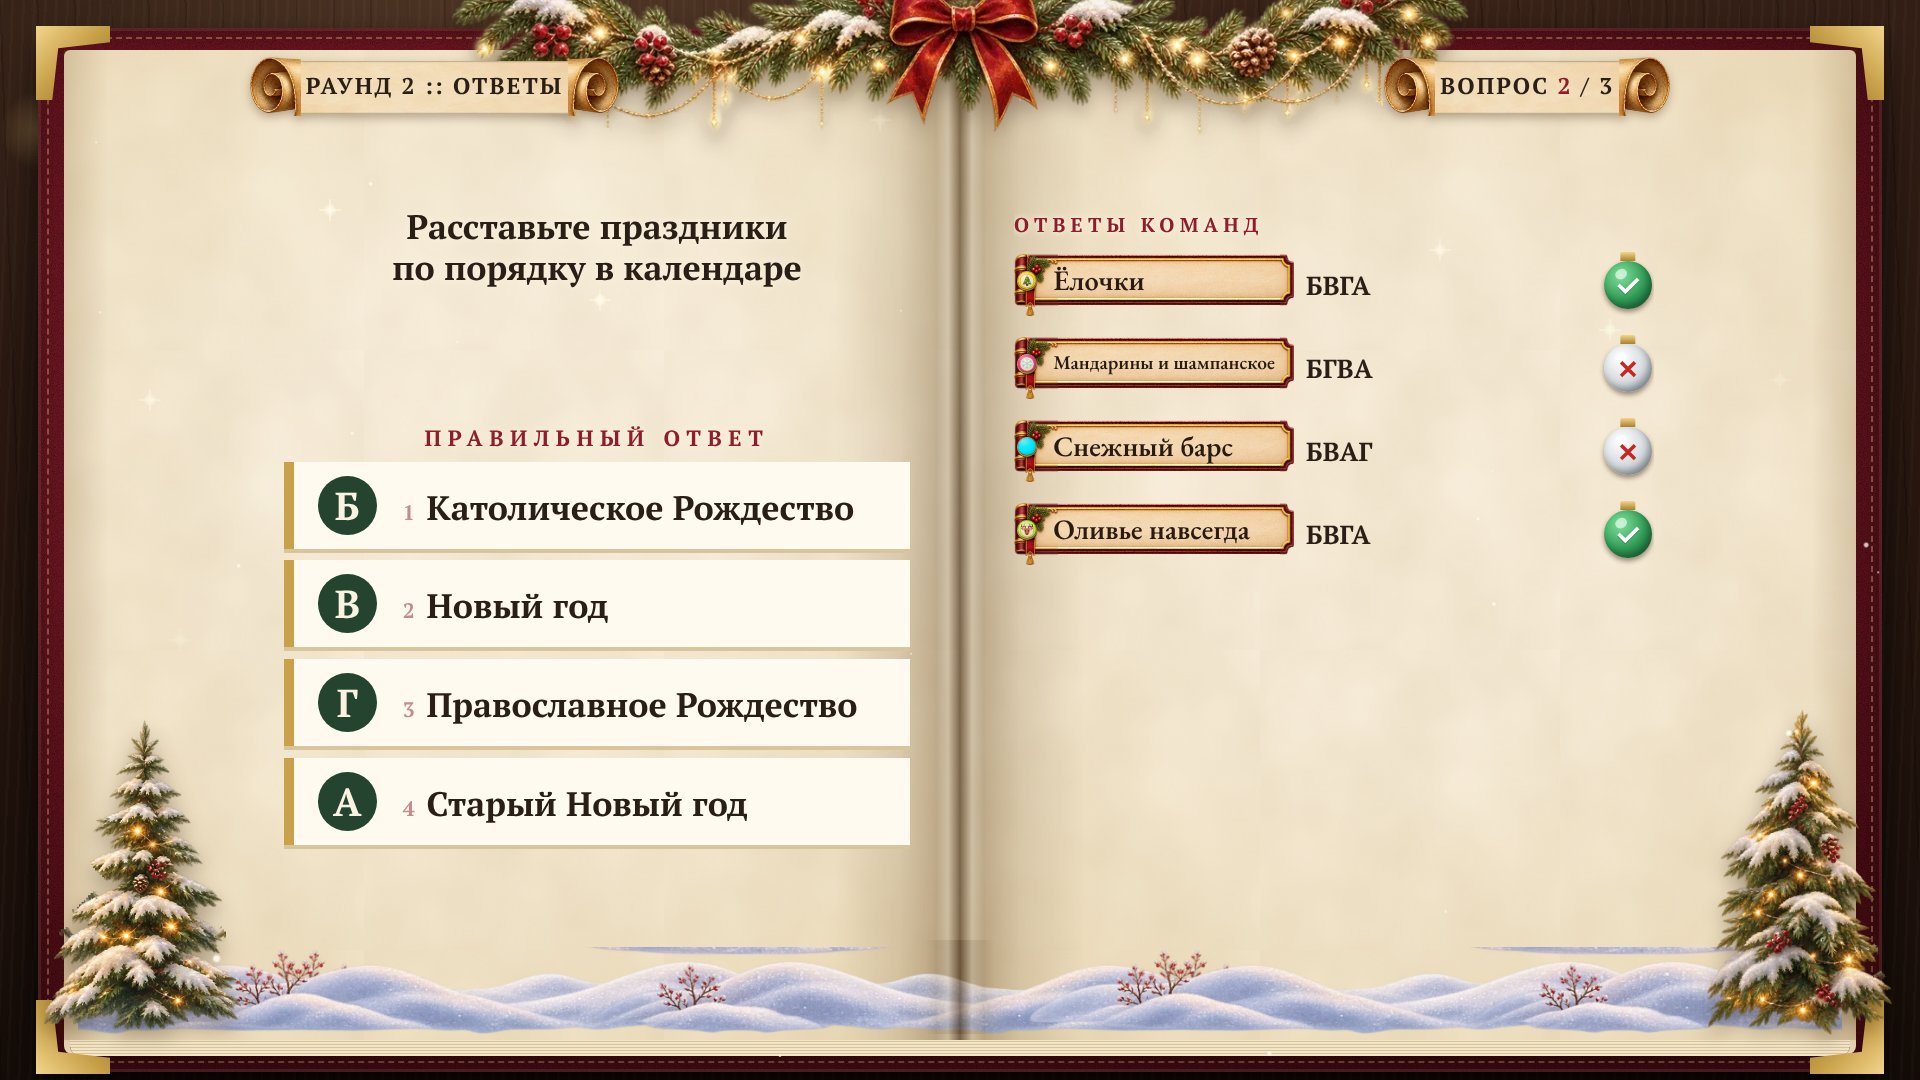 РАУНД 2 :: ОТВЕТЫ
ВОПРОС 2 / 3
Расставьте праздники
по порядку в календаре
ПРАВИЛЬНЫЙ ОТВЕТ
Б 1 Католическое Рождество
В 2 Новый год
Г 3 Православное Рождество
А 4 Старый Новый год
ОТВЕТЫ КОМАНД
Ёлочки БВГА
Мандарины и шампанское БГВА
Снежный барс БВАГ
Оливье навсегда БВГА